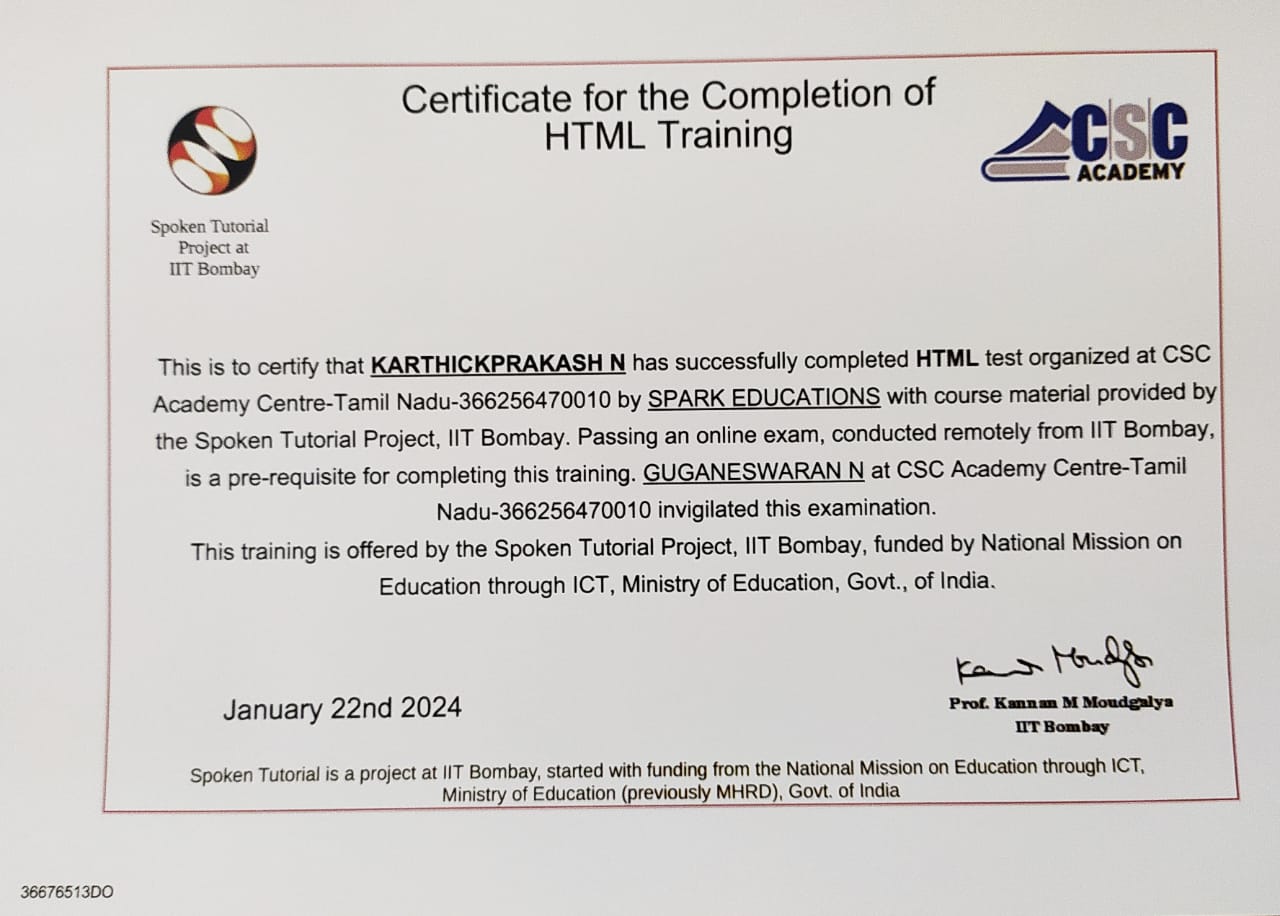 Certificate for the Completion of
HTML Training
CSC
ACADEMY
Spoken Tutorial
Project at
IIT Bombay
This is to certify that KARTHICKPRAKASH N has successfully completed HTML test organized at CSC
Academy Centre-Tamil Nadu-366256470010 by SPARK EDUCATIONS with course material provided by
the Spoken Tutorial Project, IIT Bombay. Passing an online exam, conducted remotely from IIT Bombay,
is a pre-requisite for completing this training. GUGANESWARAN N at CSC Academy Centre-Tamil
Nadu-366256470010 invigilated this examination.
This training is offered by the Spoken Tutorial Project, IIT Bombay, funded by National Mission on
Education through ICT, Ministry of Education, Govt., of India.
Kannan Moudgalya
January 22nd 2024
Prof. Kannan M Moudgalya
IIT Bombay
Spoken Tutorial is a project at IIT Bombay, started with funding from the National Mission on Education through ICT,
Ministry of Education (previously MHRD), Govt. of India
36676513DO